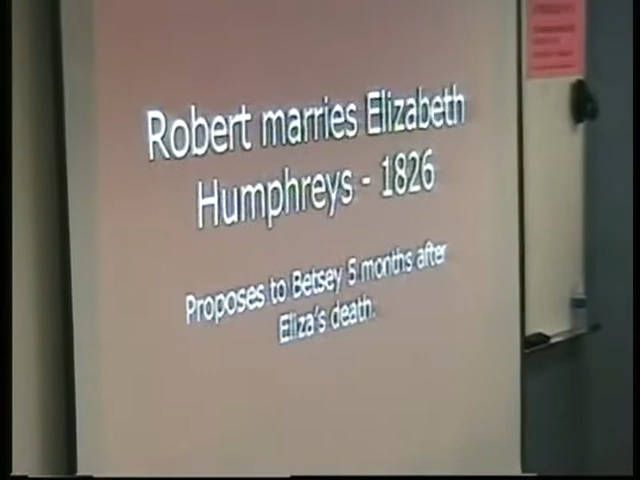 Robert marries Elizabeth
Humphreys - 1826
Proposes to Betsey 5 months after
Eliza's death.